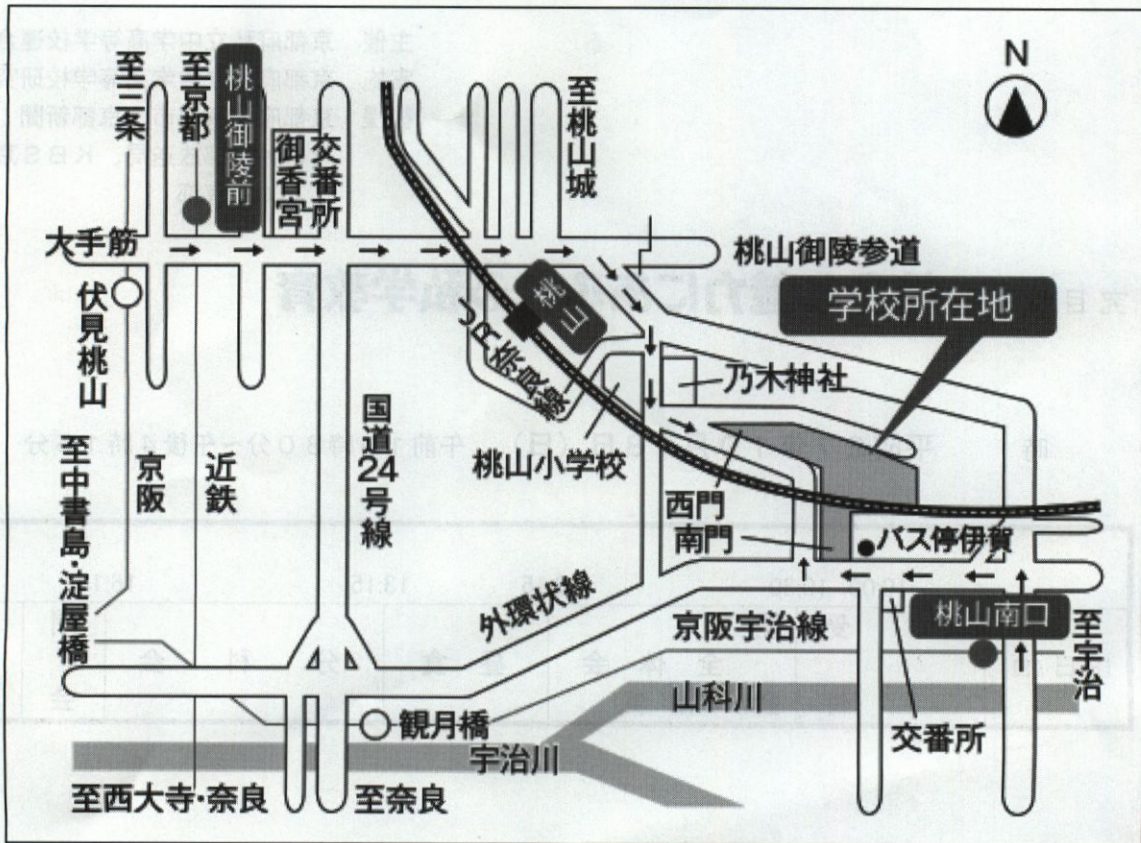 N
至三条
至京都
桃山御陵前
御香宮
交番所
至桃山城
大手筋
桃山御陵参道
伏見桃山
桃山
学校所在地
JR奈良線
乃木神社
国道24号線
桃山小学校
至中書島・淀屋橋
京阪
近鉄
西門
南門
バス停伊賀
外環状線
京阪宇治線
桃山南口
至宇治
山科川
観月橋
交番所
宇治川
至西大寺・奈良
至奈良